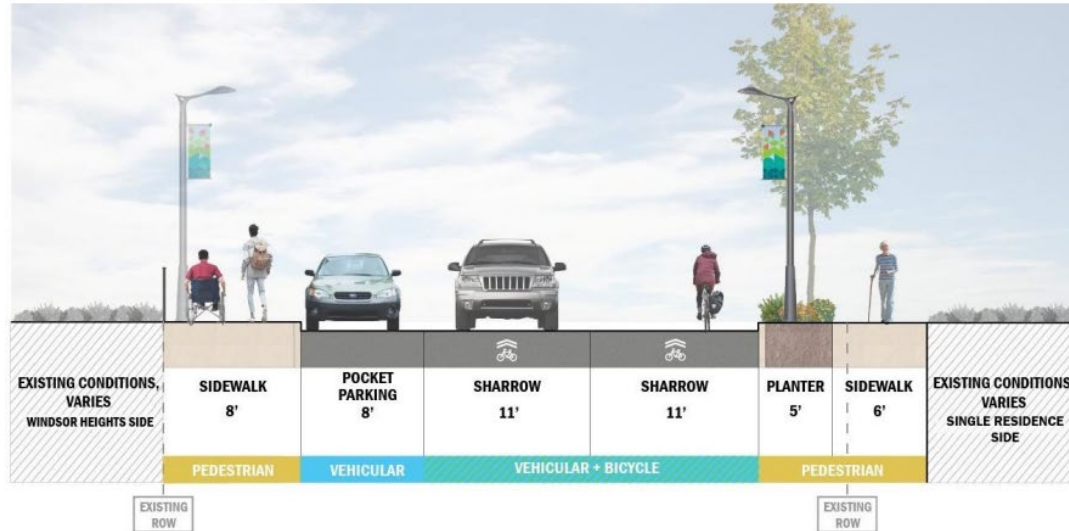 EXISTING CONDITIONS,
VARIES
WINDSOR HEIGHTS SIDE
SIDEWALK
8'
POCKET
PARKING
8'
SHARROW
11'
SHARROW
11'
PLANTER
5'
SIDEWALK
6'
EXISTING CONDITIONS
VARIES
SINGLE RESIDENCE
SIDE
PEDESTRIAN
VEHICULAR
VEHICULAR + BICYCLE
PEDESTRIAN
EXISTING
ROW
EXISTING
ROW